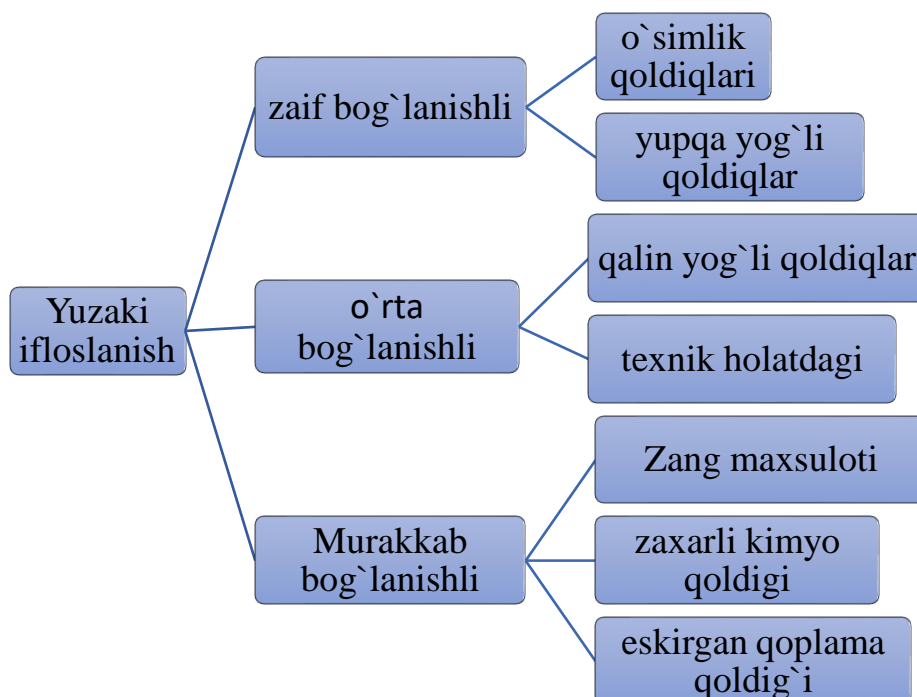 Yuzaki
ifloslanish
zaif bog`lanishli
o`simlik
qoldiqlari
yupqa yog`li
qoldiqlar
o`rta
bog`lanishli
qalin yog`li qoldiqlar
texnik holatdagi
Murakkab
bog`lanishli
Zang maxsuloti
zaxarli kimyo
qoldigi
eskirgan qoplama
qoldig`i